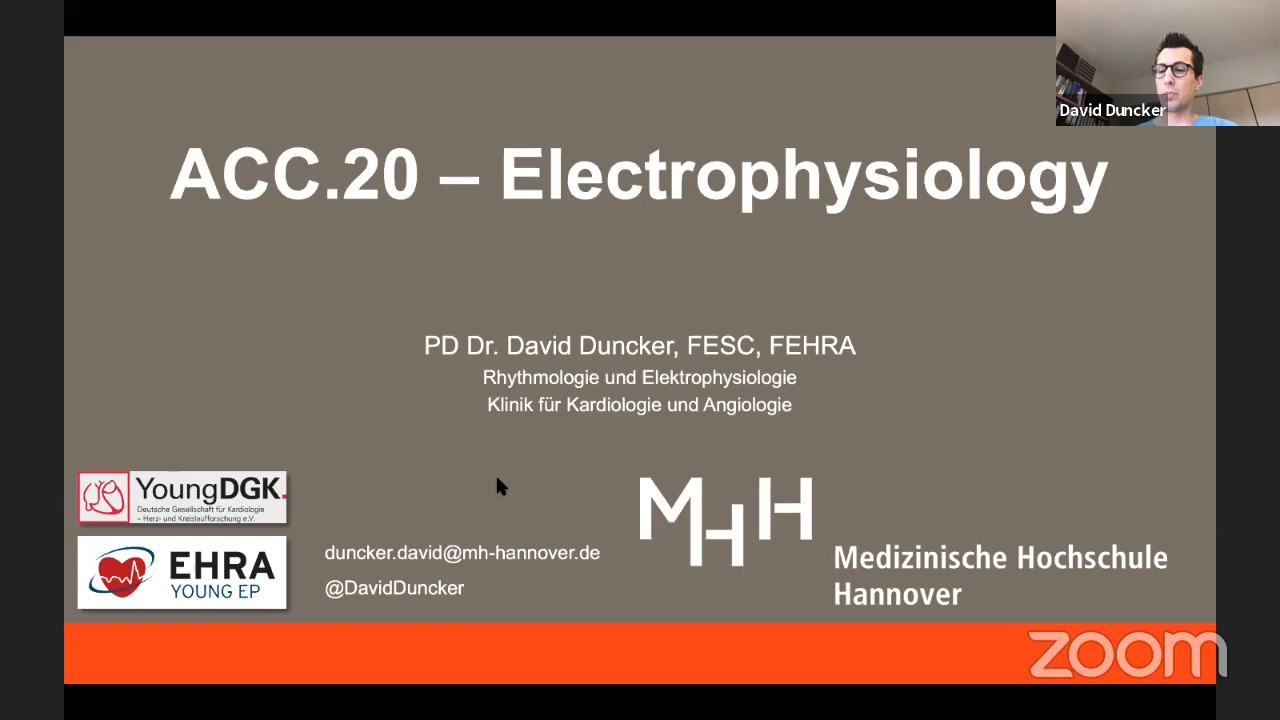 David Duncker
ACC.20 – Electrophysiology
PD Dr. David Duncker, FESC, FEHRA
Rhythmologie und Elektrophysiologie
Klinik für Kardiologie und Angiologie
YoungDGK.
Deutsche Gesellschaft für Kardiologie
– Herz- und Kreislaufforschung e.V.
EHRA
YOUNG EP
duncker.david@mh-hannover.de
@DavidDuncker
MHH
Medizinische Hochschule
Hannover
zoom